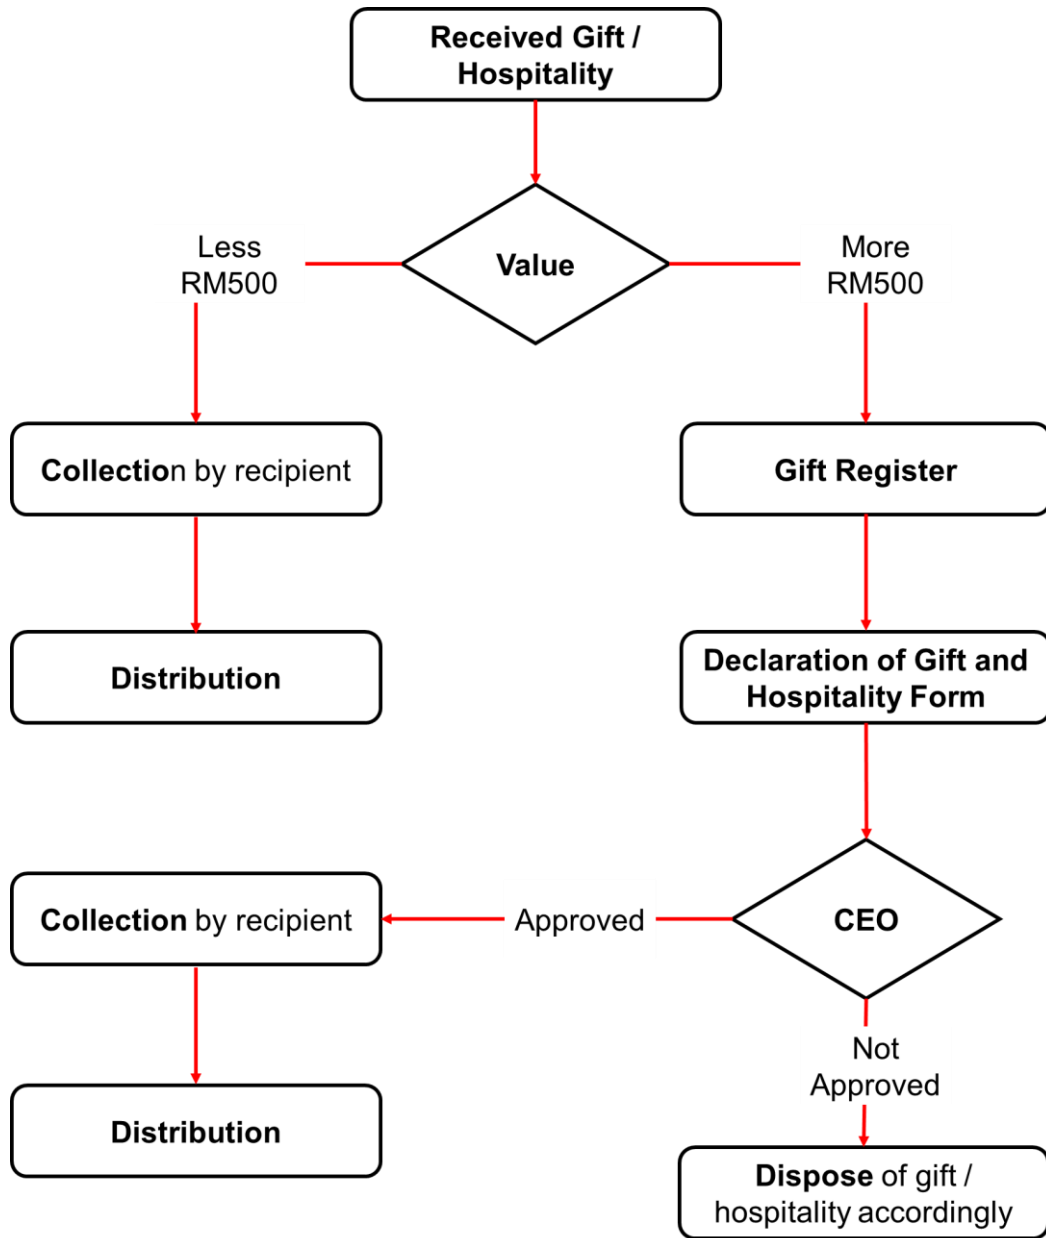 Received Gift /
Hospitality
Value
Less
RM500
More
RM500
Collection by recipient
Gift Register
Distribution
Declaration of Gift and
Hospitality Form
Collection by recipient
Approved
CEO
Not
Approved
Distribution
Dispose of gift /
hospitality accordingly